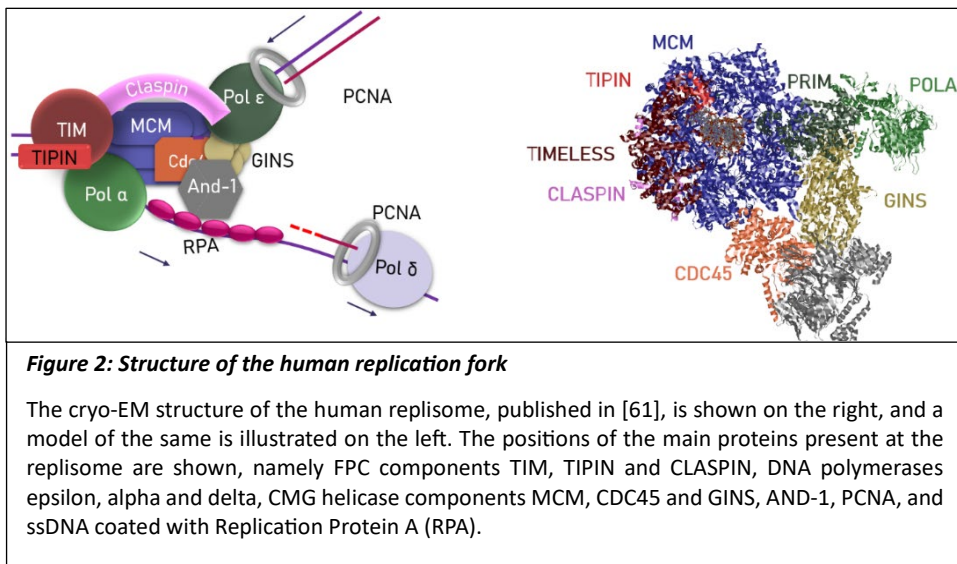 Claspin
Pol ε
PCNA
TIM
MCM
TIPIN
Cdc4
GINS
And-1
Pol α
PCNA
RPA
Pol δ
MCM
TIPIN
PRIM
POLA
TIMELESS
CLASPIN
GINS
CDC45
Figure 2: Structure of the human replication fork
The cryo-EM structure of the human replisome, published in [61], is shown on the right, and a
model of the same is illustrated on the left. The positions of the main proteins present at the
replisome are shown, namely FPC components TIM, TIPIN and CLASPIN, DNA polymerases
epsilon, alpha and delta, CMG helicase components MCM, CDC45 and GINS, AND-1, PCNA, and
ssDNA coated with Replication Protein A (RPA).